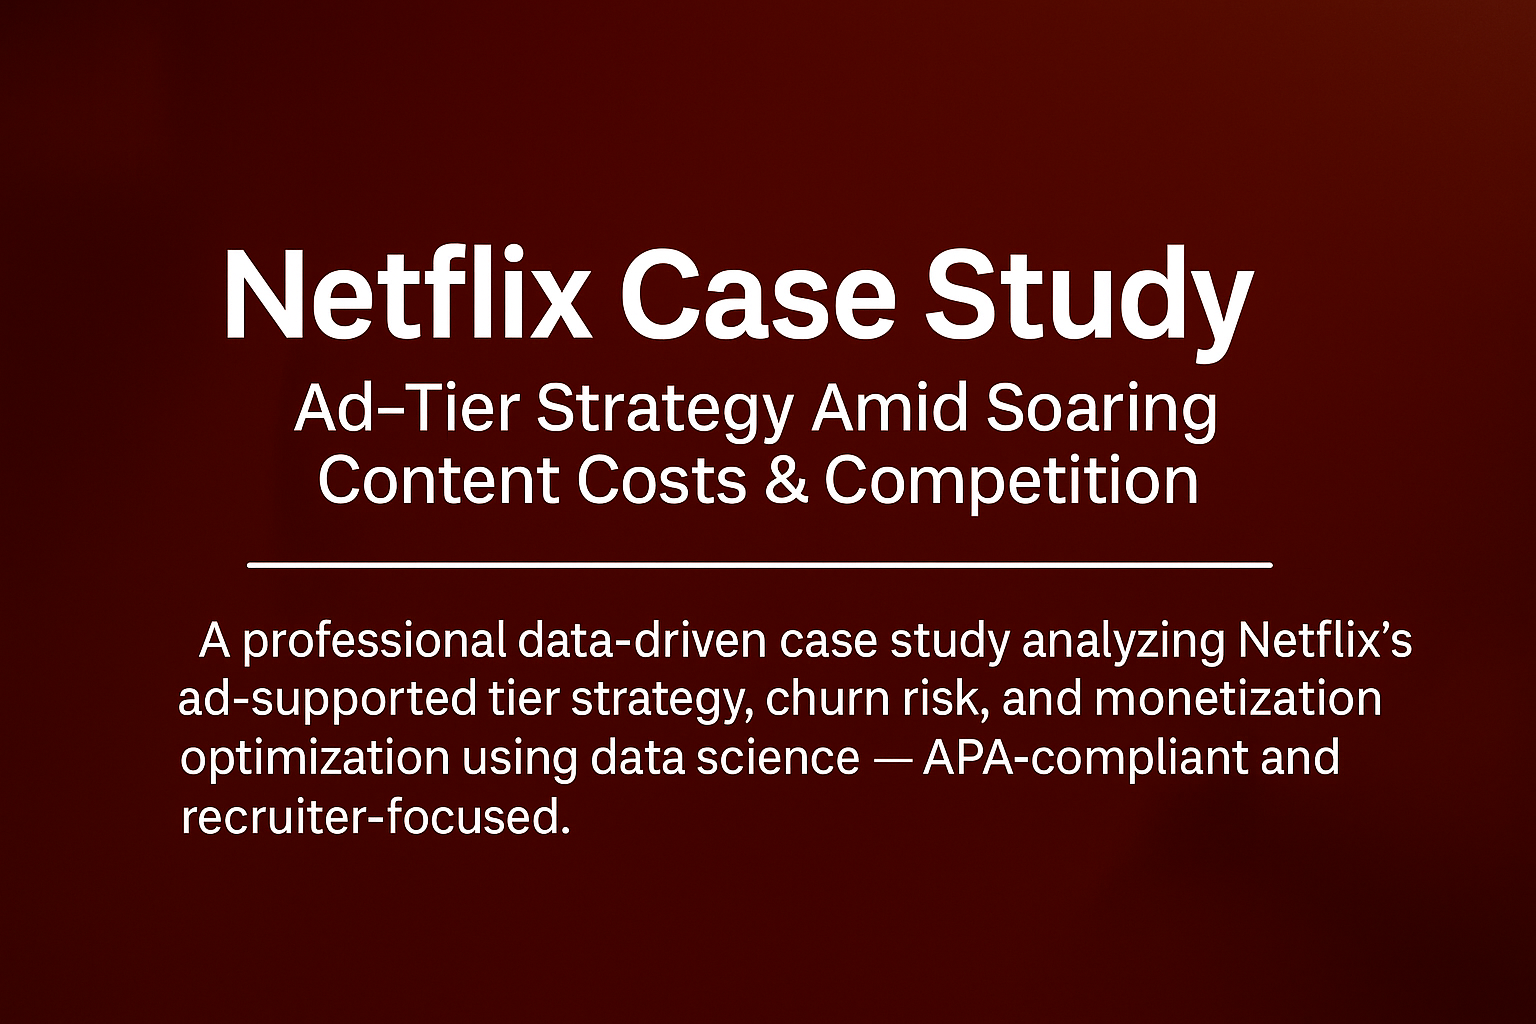 Netflix Case Study
Ad–Tier Strategy Amid Soaring
Content Costs & Competition
A professional data-driven case study analyzing Netflix’s
ad-supported tier strategy, churn risk, and monetization
optimization using data science — APA-compliant and
recruiter-focused.